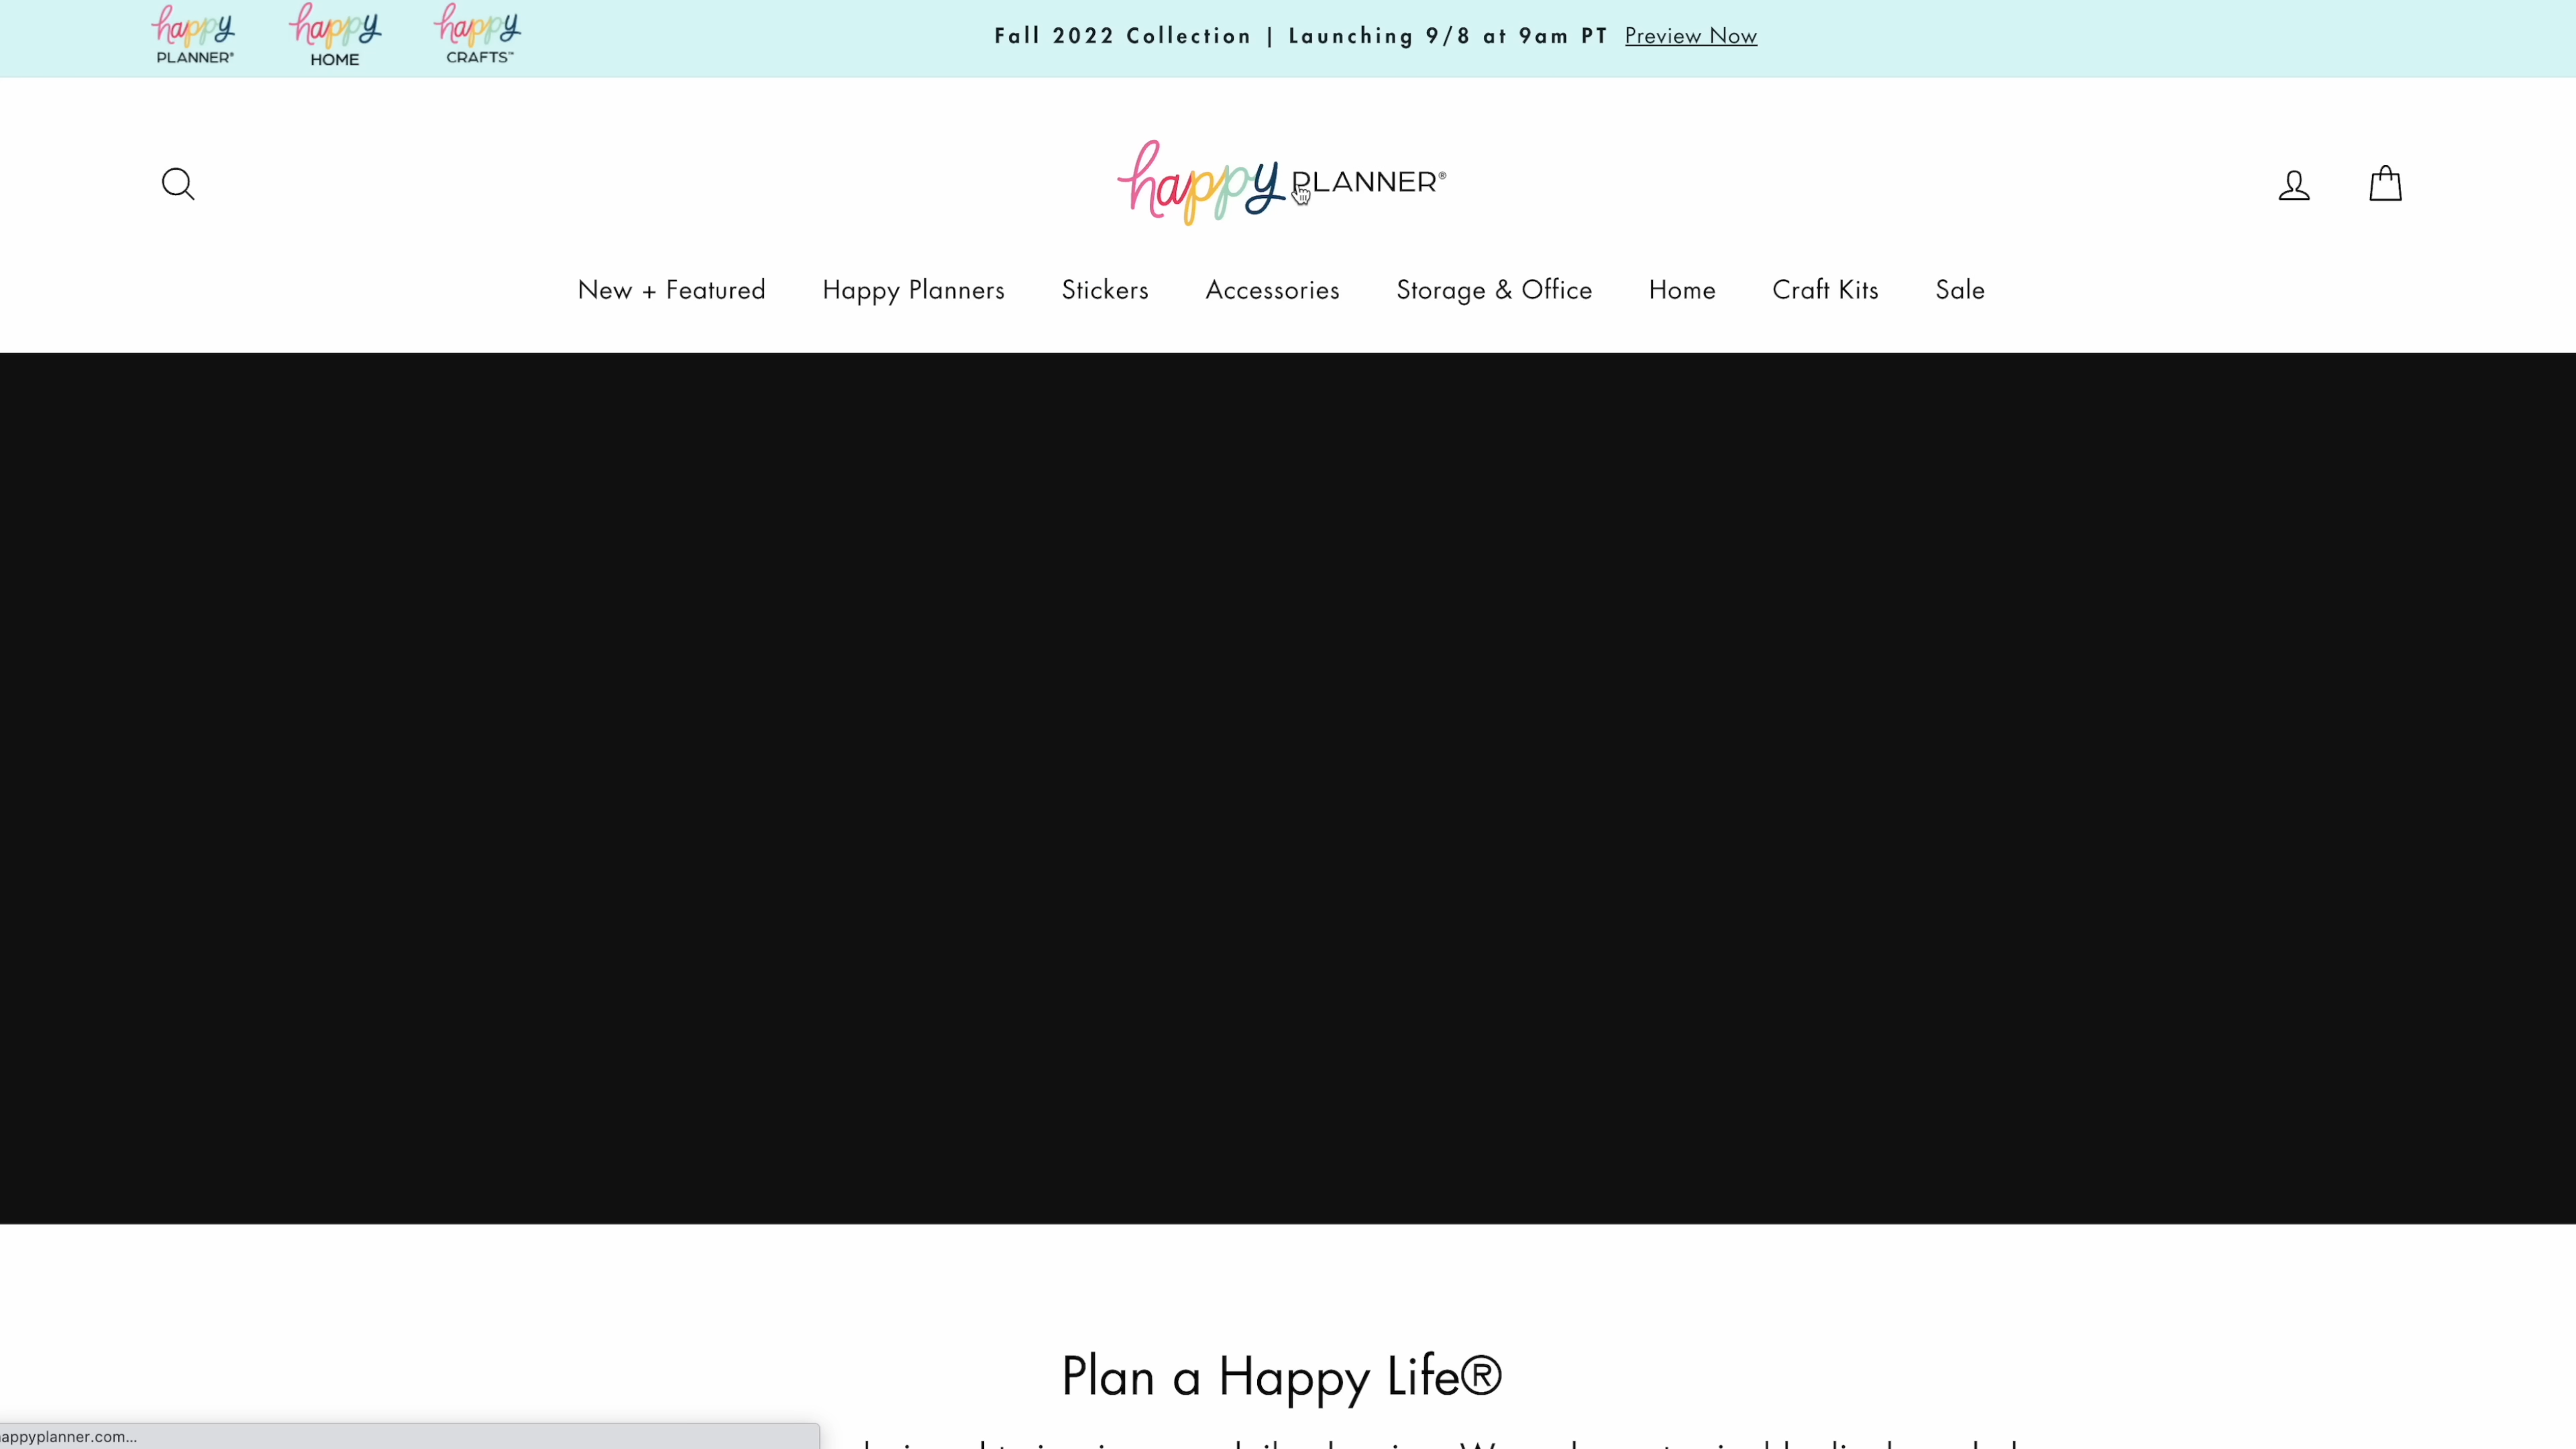 happy PLANNER® happy HOME happy CRAFTS™
Fall 2022 Collection | Launching 9/8 at 9am PT Preview Now
happy PLANNER®
New + Featured Happy Planners Stickers Accessories Storage & Office Home Craft Kits Sale
Plan a Happy Life®
appyplanner.com...